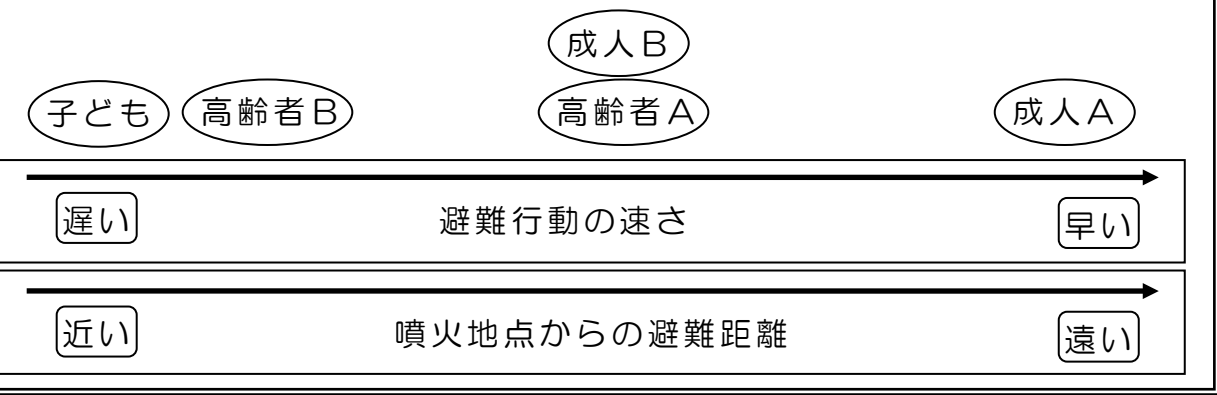 成人B
子ども 高齢者B 高齢者A 成人A
遅い 避難行動の速さ 早い
近い 噴火地点からの避難距離 遠い